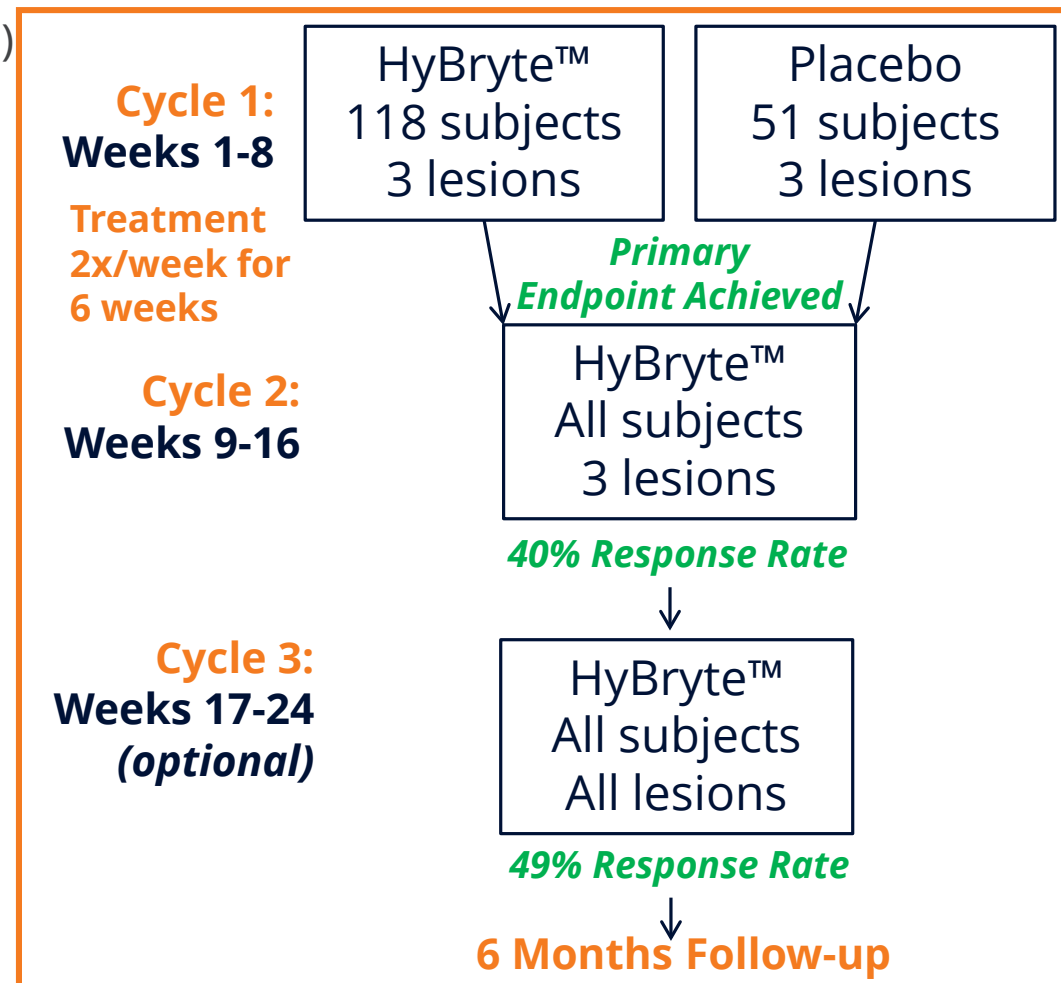 )
Cycle 1:
Weeks 1-8
Treatment
2x/week for
6 weeks
HyBryte™
118 subjects
3 lesions
Placebo
51 subjects
3 lesions
Primary
Endpoint Achieved
Cycle 2:
Weeks 9-16
HyBryte™
All subjects
3 lesions
40% Response Rate
Cycle 3:
Weeks 17-24
(optional)
HyBryte™
All subjects
All lesions
49% Response Rate
6 Months Follow-up